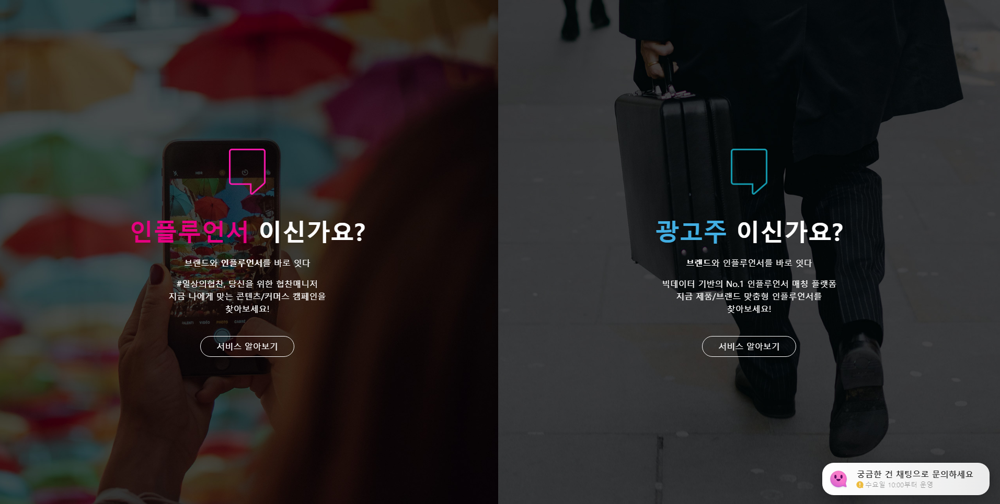 인플루언서 이신가요?
브랜드와 인플루언서를 바로 잇다
#일상의협찬, 당신을 위한 협찬매니저
지금 나에게 맞는 콘텐츠/커머스 캠페인을
찾아보세요!
서비스 알아보기
HDR
VIDÉO PHOTO CARRÉ
광고주 이신가요?
브랜드와 인플루언서를 바로 잇다
빅데이터 기반의 No.1 인플루언서 매칭 플랫폼
지금 제품/브랜드 맞춤형 인플루언서를
찾아보세요!
서비스 알아보기
궁금한 건 채팅으로 문의하세요
수요일 10:00부터 운영